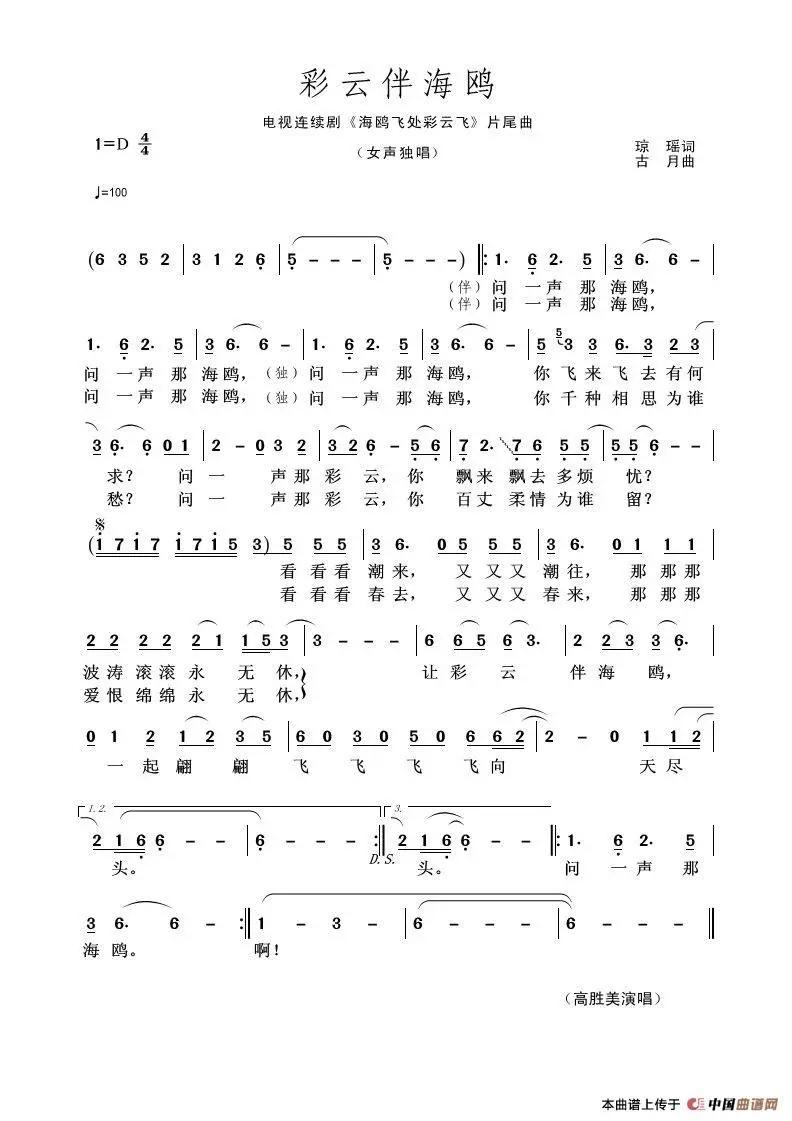 彩云伴海鸥
电视连续剧《海鸥飞处彩云飞》片尾曲
1=D 4/4
（女声独唱）
琼 瑶词
古 月曲
♩=100
(6 3 5 2 | 3 1 2 6 | 5 - - - | 5 - - -) ‖: 1· 6 2· 5 | 3 6· 6 - |
（伴）问 一 声 那 海 鸥，
（伴）问 一 声 那 海 鸥，
1· 6 2· 5 | 3 6· 6 - | 1· 6 2· 5 | 3 6· 6 - | 5 5 3 3 6· 3 2 3 |
问 一 声 那 海 鸥，（独）问 一 声 那 海 鸥， 你 飞 来 飞 去 有 何
问 一 声 那 海 鸥，（独）问 一 声 那 海 鸥， 你 千 种 相 思 为 谁
3 6· 6 0 1 | 2 - 0 3 2 | 3 2 6 - 5 6 | 7 2· 7 6 5 5 | 5 5 6 - - |
求？ 问 一 声 那 彩 云，你 飘 来 飘 去 多 烦 忧？
愁？ 问 一 声 那 彩 云，你 百 丈 柔 情 为 谁 留？
𝄋
(1 7 1 7 1 7 1 5 3) 5 5 5 | 3 6· 0 5 5 5 | 3 6· 0 1 1 1 |
看 看 看 潮 来， 又 又 又 潮 往， 那 那 那
看 看 看 春 去， 又 又 又 春 来， 那 那 那
2 2 2 2 2 1 1 5 3 | 3 - - - | 6 6 5 6 3· | 2 2 3 3 6· |
波 涛 滚 滚 永 无 休， 让 彩 云 伴 海 鸥，
爱 恨 绵 绵 永 无 休，
0 1 2 1 2 3 5 | 6 0 3 0 5 0 6 6 2 | 2 - 0 1 1 2 |
一 起 翩 翩 飞 飞 飞 飞 向 天 尽
1. 2. 3.
2 1 6 6 - - | 6 - - - :‖ 2 1 6 6 - - ‖: 1· 6 2· 5 |
D.S.
头。 头。 问 一 声 那
3 6· 6 - :‖ 1 - 3 - | 6 - - - | 6 - - - ‖
海 鸥。 啊！
（高胜美演唱）
本曲谱上传于 中国曲谱网